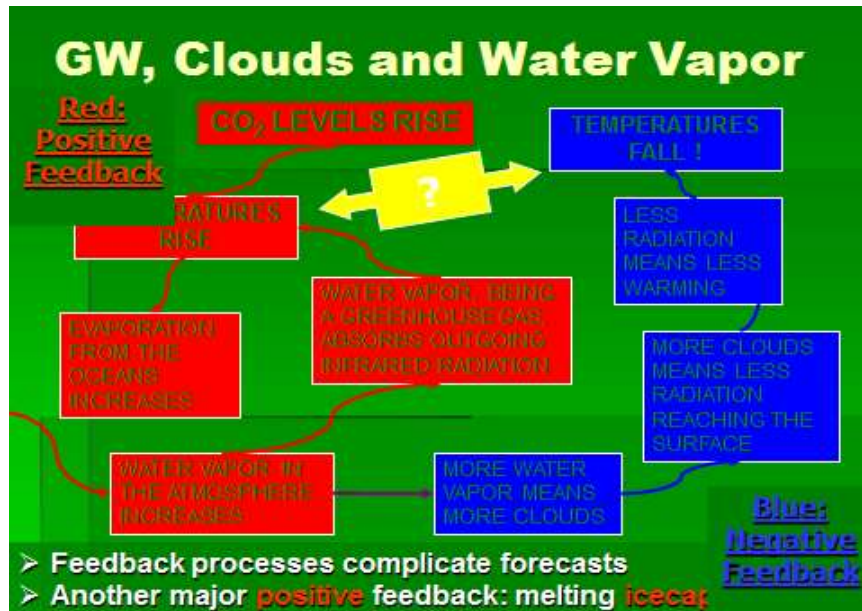 GW, Clouds and Water Vapor
Red:
Positive
Feedback
CO₂ LEVELS RISE
TEMPERATURES
FALL !
?
RATURES
RISE
LESS
RADIATION
MEANS LESS
WARMING
WATER VAPOR, BEING
A GREENHOUSE GAS,
ABSORBS OUTGOING
INFRARED RADIATION
EVAPORATION
FROM THE
OCEANS
INCREASES
MORE CLOUDS
MEANS LESS
RADIATION
REACHING THE
SURFACE
WATER VAPOR IN
THE ATMOSPHERE
INCREASES
MORE WATER
VAPOR MEANS
MORE CLOUDS
Blue:
Negative
Feedback
➢ Feedback processes complicate forecasts
➢ Another major positive feedback: melting icecap